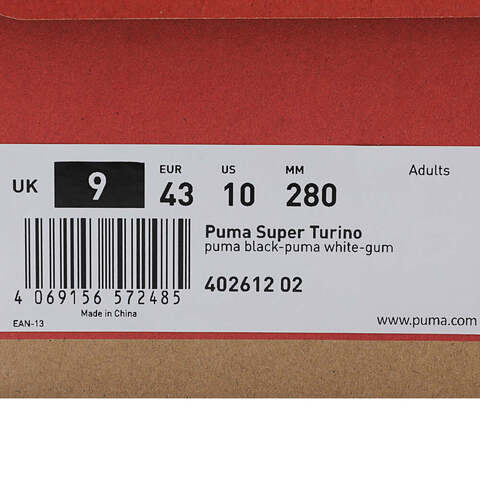 EUR US MM Adults
UK 9 43 10 280
Puma Super Turino
puma black-puma white-gum
402612 02
4 069156 572485
Made in China
EAN-13
www.puma.com